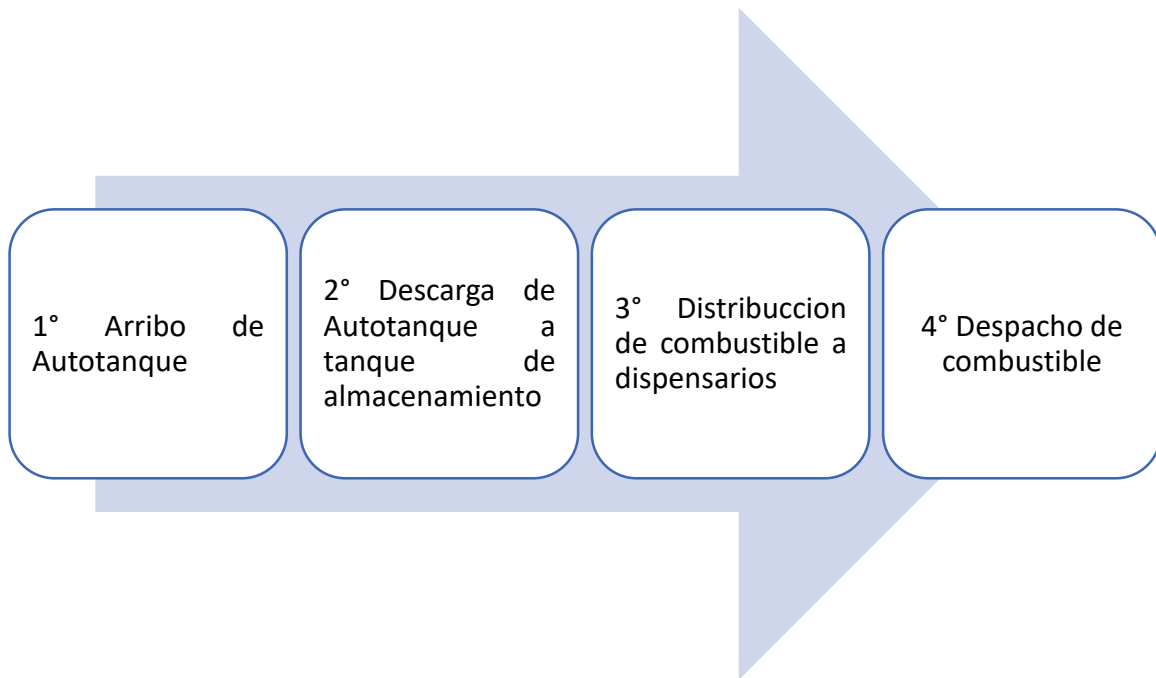 1° Arribo de
Autotanque
2° Descarga de
Autotanque a
tanque de
almacenamiento
3° Distribuccion
de combustible a
dispensarios
4° Despacho de
combustible